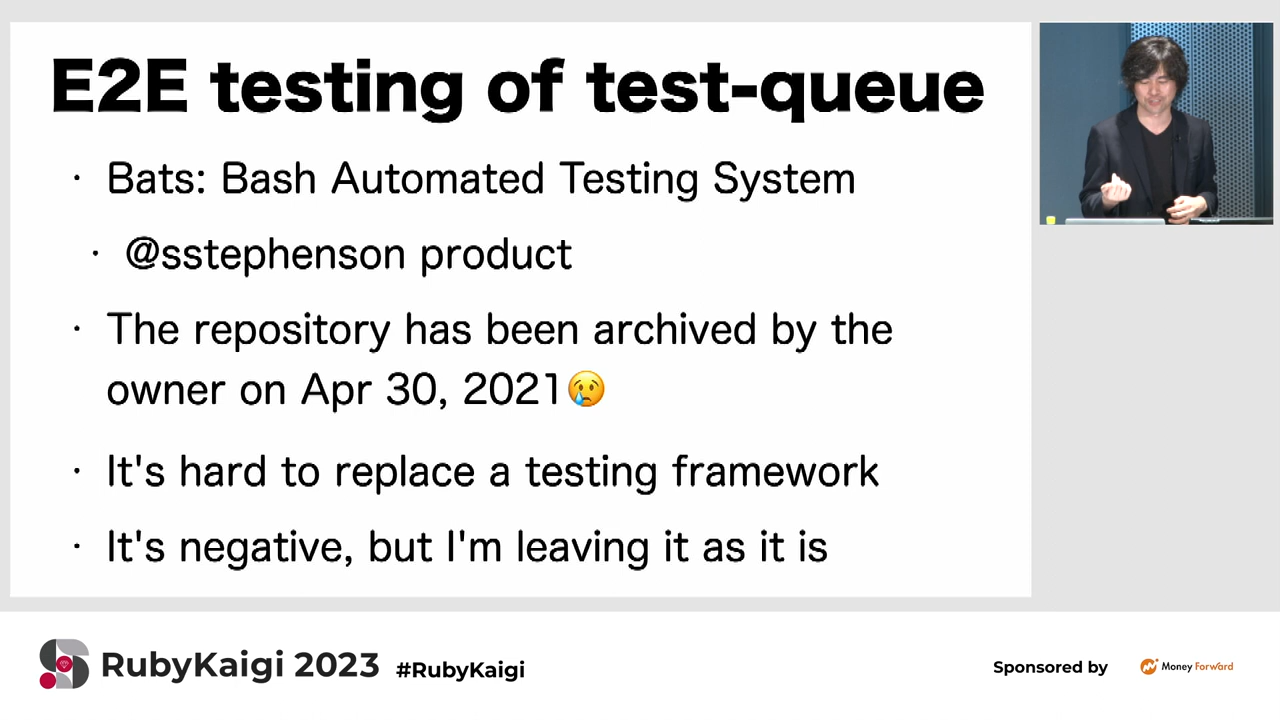 E2E testing of test-queue
· Bats: Bash Automated Testing System
· @sstephenson product
· The repository has been archived by the
owner on Apr 30, 2021😢
· It's hard to replace a testing framework
· It's negative, but I'm leaving it as it is
RubyKaigi 2023 #RubyKaigi
Sponsored by Money Forward